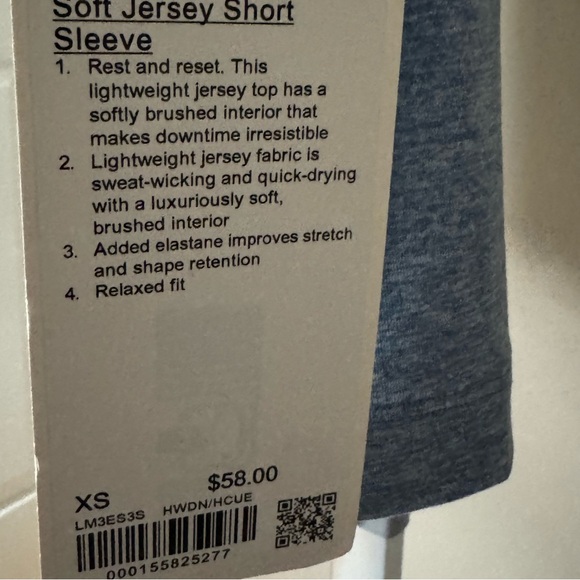 Soft Jersey Short
Sleeve
1. Rest and reset. This
lightweight jersey top has a
softly brushed interior that
makes downtime irresistible
2. Lightweight jersey fabric is
sweat-wicking and quick-drying
with a luxuriously soft,
brushed interior
3. Added elastane improves stretch
and shape retention
4. Relaxed fit
$58.00
XS
LM3ES3S HWDN/HCUE
000155825277